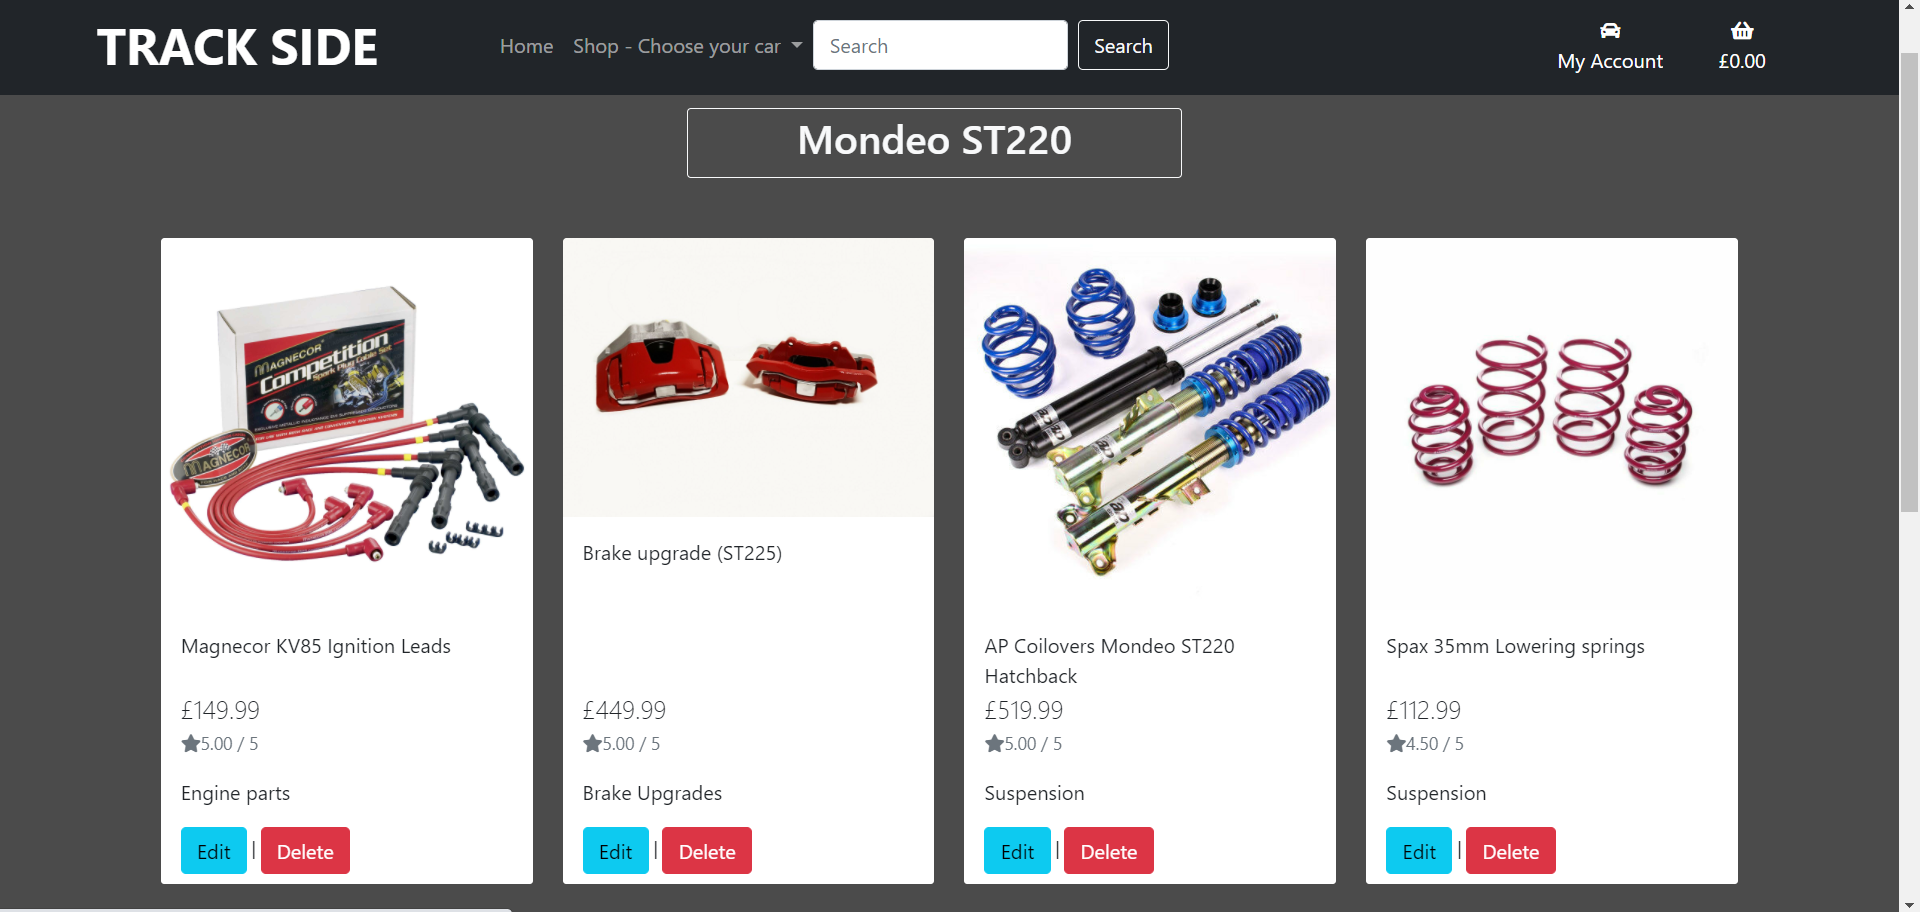 TRACK SIDE
Home
Shop - Choose your car
Search
Search
My Account
£0.00
Mondeo ST220
MAGNECOR
Competition
Spark Plug Cable Set
MAGNECOR
Magnecor KV85 Ignition Leads
£149.99
5.00 / 5
Engine parts
Edit | Delete
Brake upgrade (ST225)
£449.99
5.00 / 5
Brake Upgrades
Edit | Delete
AP Coilovers Mondeo ST220
Hatchback
£519.99
5.00 / 5
Suspension
Edit | Delete
Spax 35mm Lowering springs
£112.99
4.50 / 5
Suspension
Edit | Delete